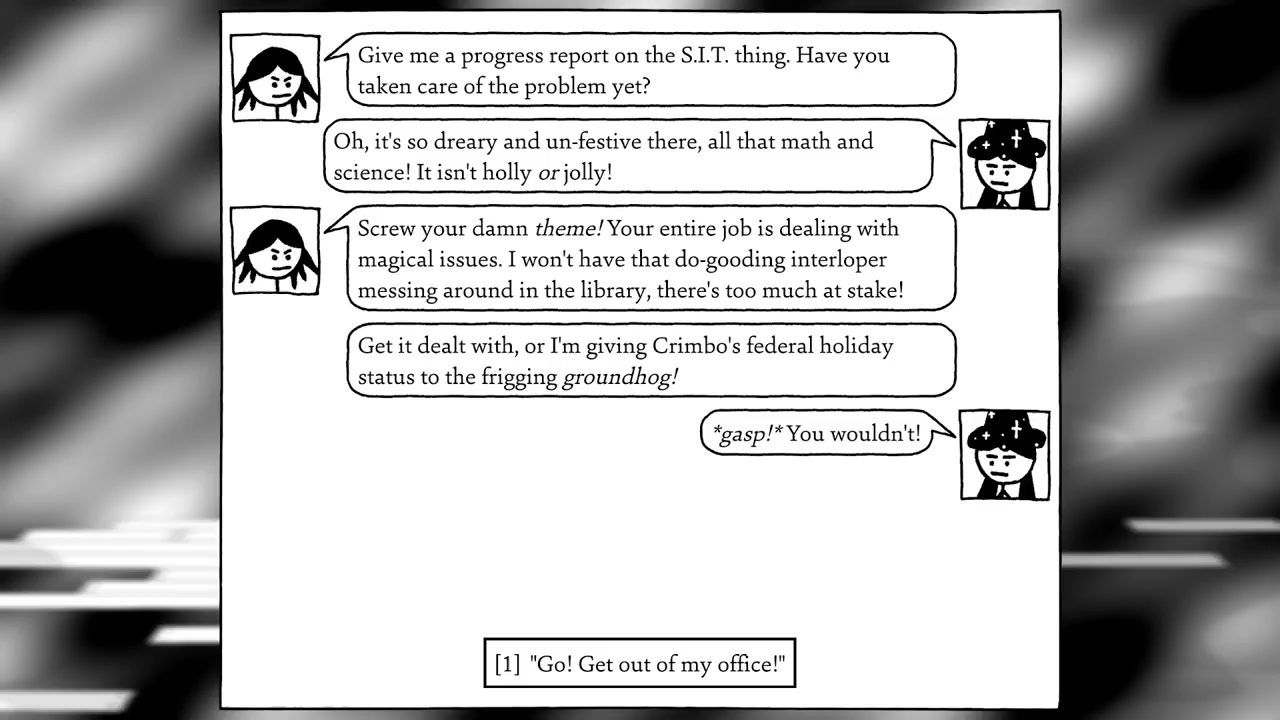 Give me a progress report on the S.I.T. thing. Have you
taken care of the problem yet?
Oh, it's so dreary and un-festive there, all that math and
science! It isn't holly or jolly!
Screw your damn theme! Your entire job is dealing with
magical issues. I won't have that do-gooding interloper
messing around in the library, there's too much at stake!
Get it dealt with, or I'm giving Crimbo's federal holiday
status to the frigging groundhog!
*gasp!* You wouldn't!
[1] "Go! Get out of my office!"